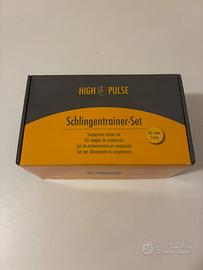 HIGH PULSE
Schlingentrainer-Set
Suspension trainer set
Kit sangles de suspension
Set de entrenamiento en suspensión
Set per allenamento in sospensione
Subito